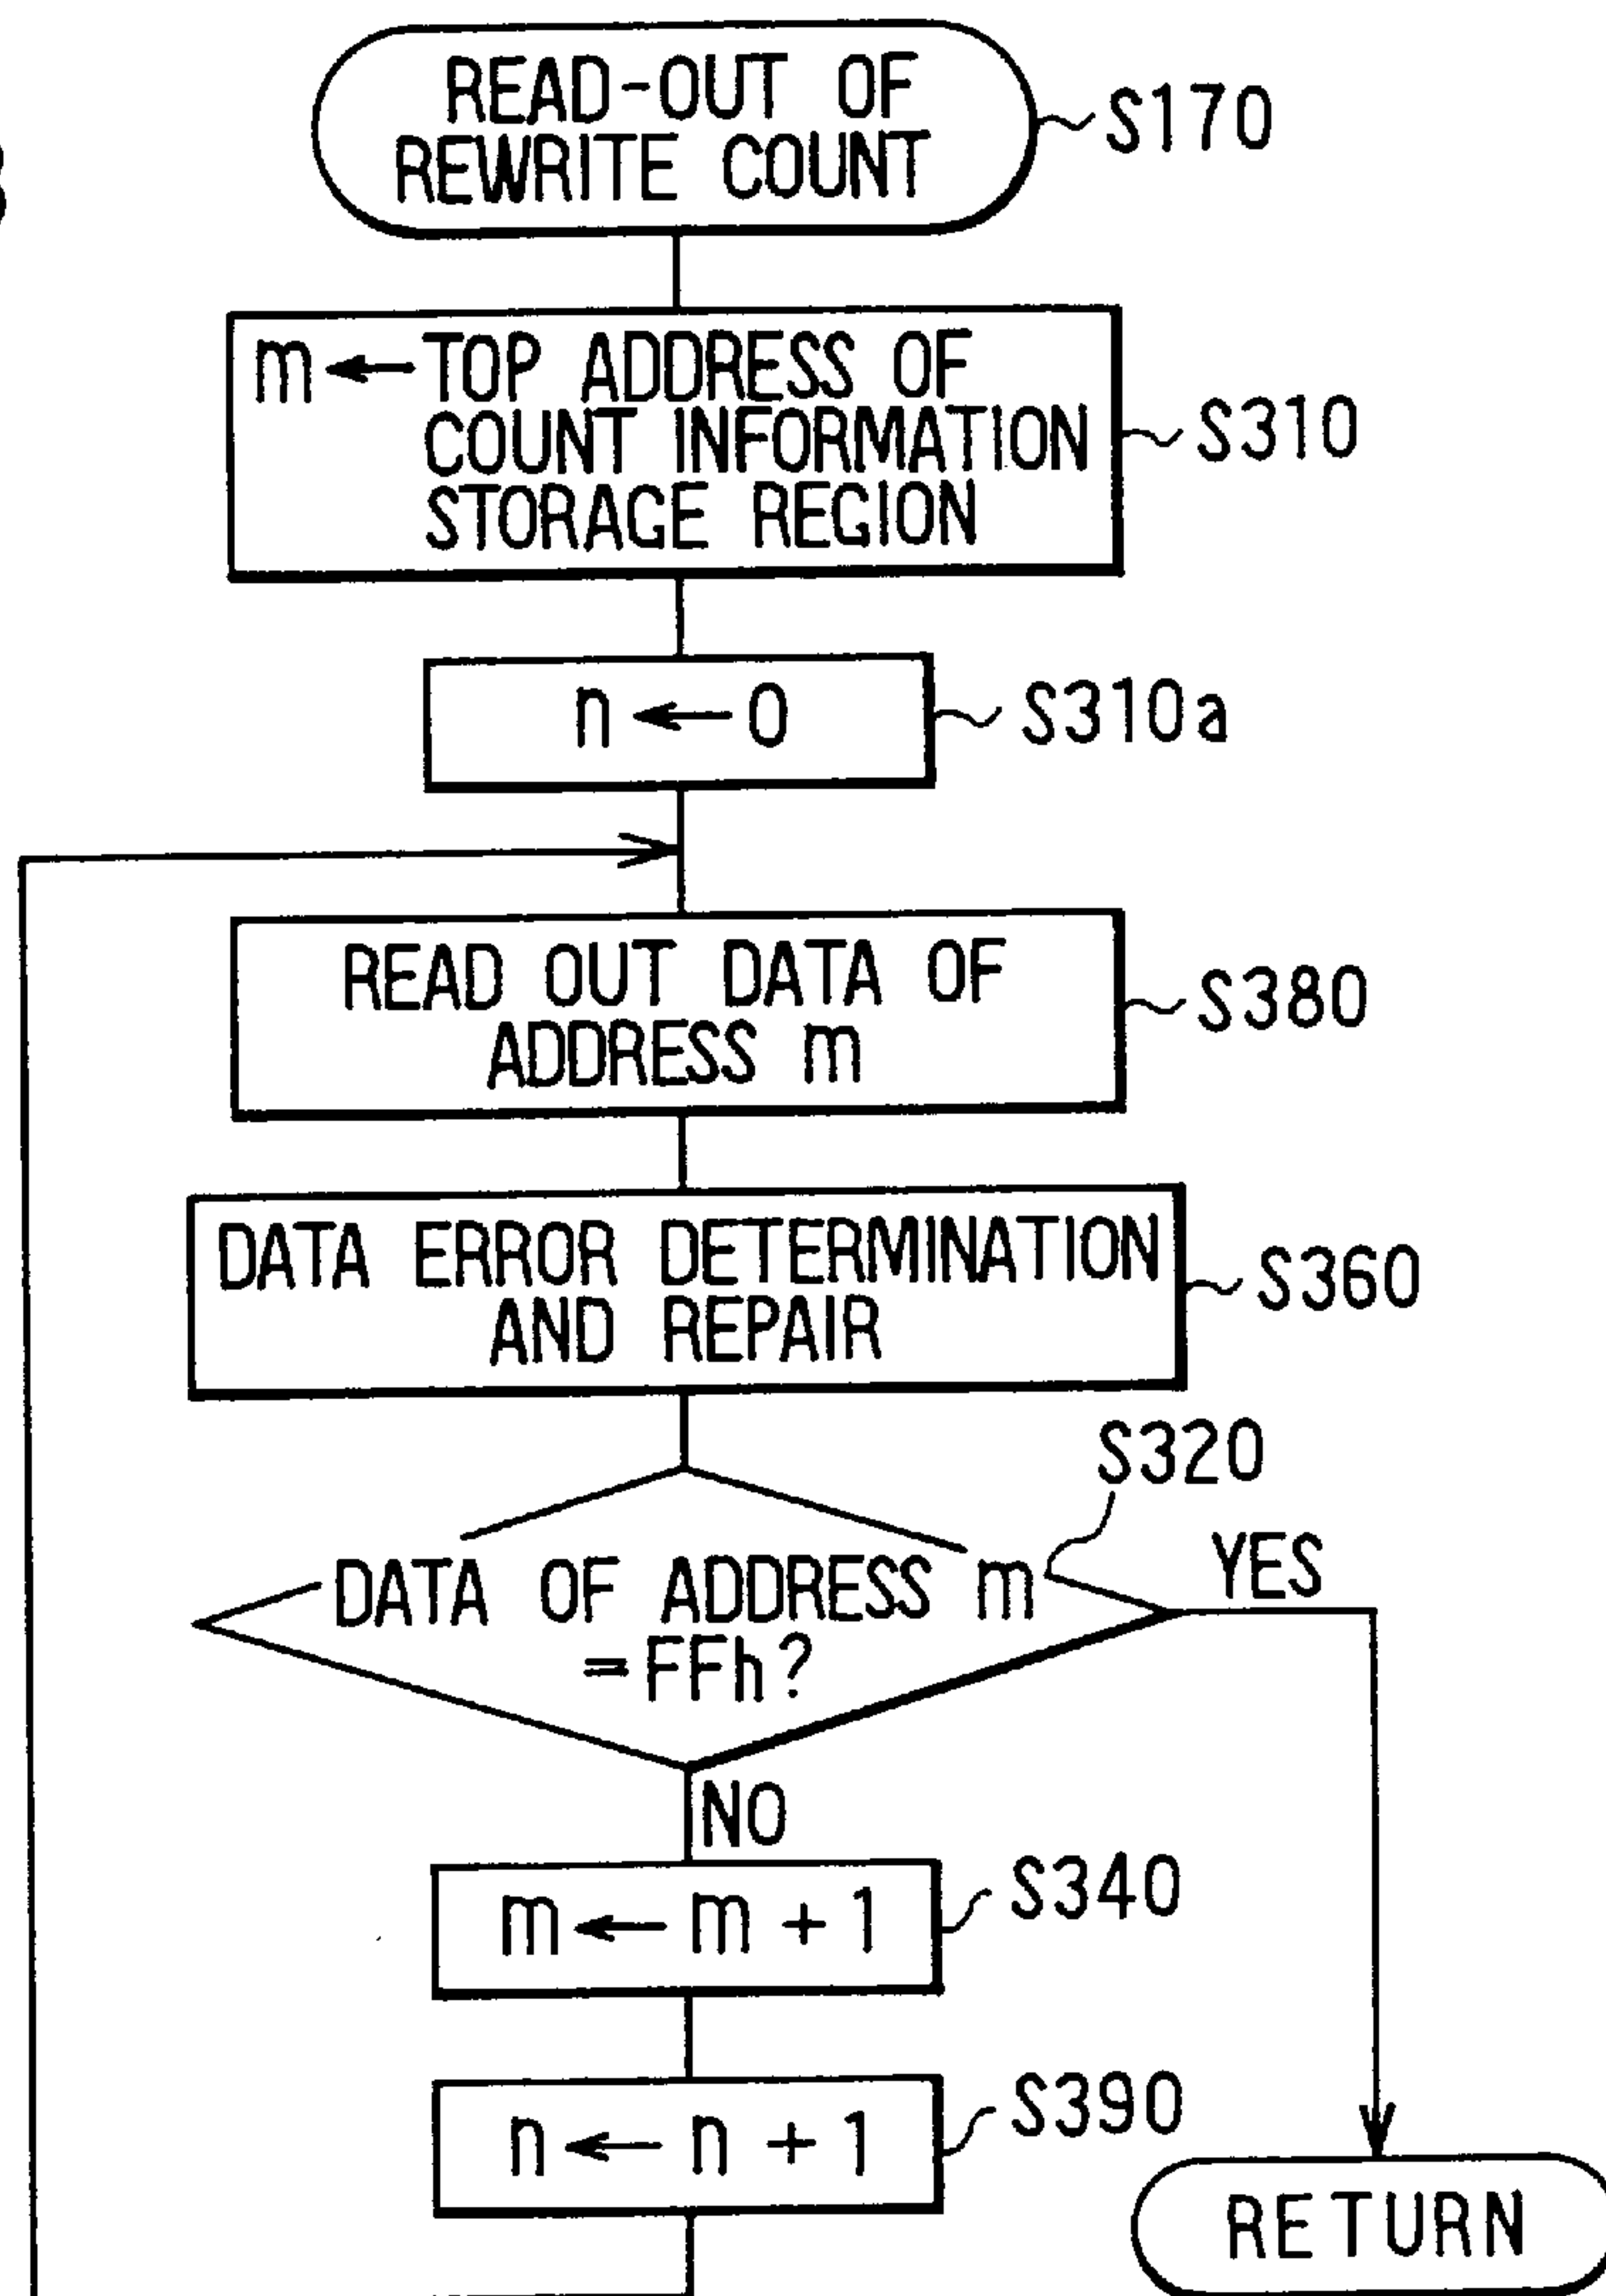 READ-OUT OF
REWRITE COUNT
S170
m ← TOP ADDRESS OF
COUNT INFORMATION
STORAGE REGION
S310
n ← 0
S310a
READ OUT DATA OF
ADDRESS m
S380
DATA ERROR DETERMINATION
AND REPAIR
S360
S320
DATA OF ADDRESS m
=FFh?
YES
NO
m ← m + 1
S340
n ← n + 1
S390
RETURN